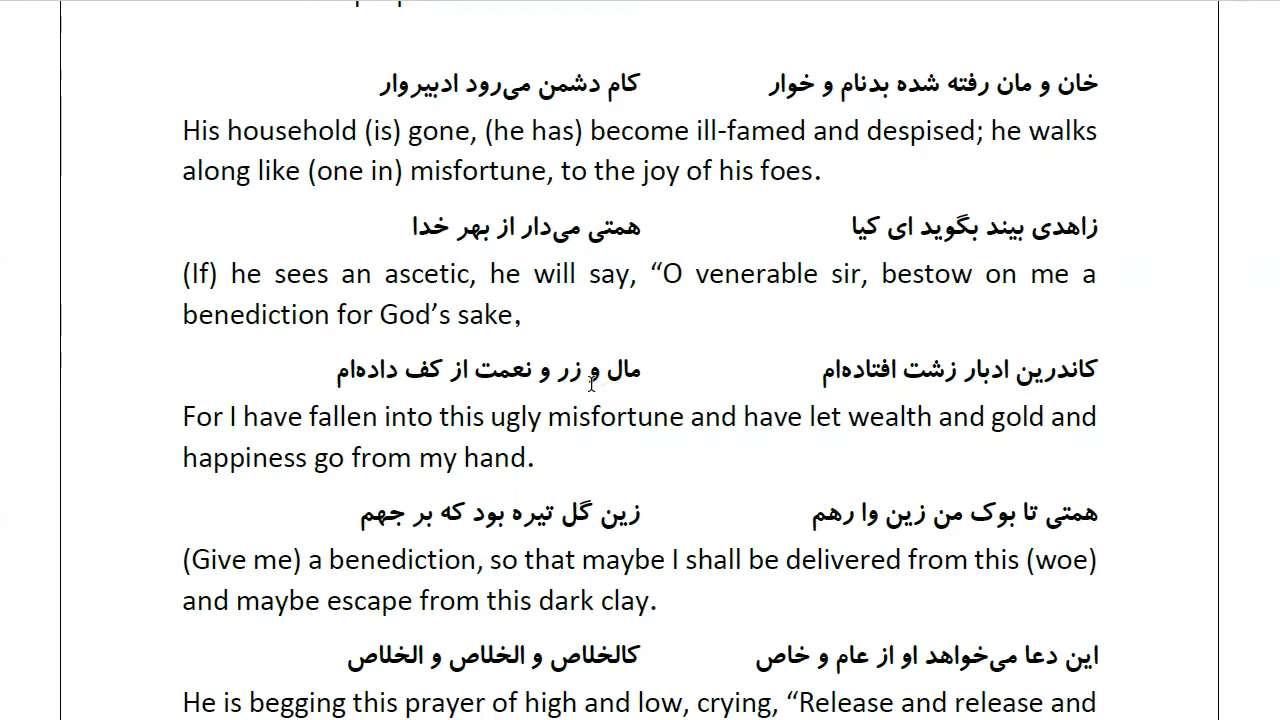 خان و مان رفته شده بدنام و خوار کام دشمن می‌رود ادبیروار
His household (is) gone, (he has) become ill-famed and despised; he walks
along like (one in) misfortune, to the joy of his foes.
زاهدی بیند بگوید ای کیا همتی می‌دار از بهر خدا
(If) he sees an ascetic, he will say, “O venerable sir, bestow on me a
benediction for God’s sake,
کاندرین ادبار زشت افتاده‌ام مال و زر و نعمت از کف داده‌ام
For I have fallen into this ugly misfortune and have let wealth and gold and
happiness go from my hand.
همتی تا بوک من زین وا رهم زین گل تیره بود که بر جهم
(Give me) a benediction, so that maybe I shall be delivered from this (woe)
and maybe escape from this dark clay.
این دعا می‌خواهد او از عام و خاص کالخلاص و الخلاص و الخلاص
He is begging this prayer of high and low, crying, “Release and release and